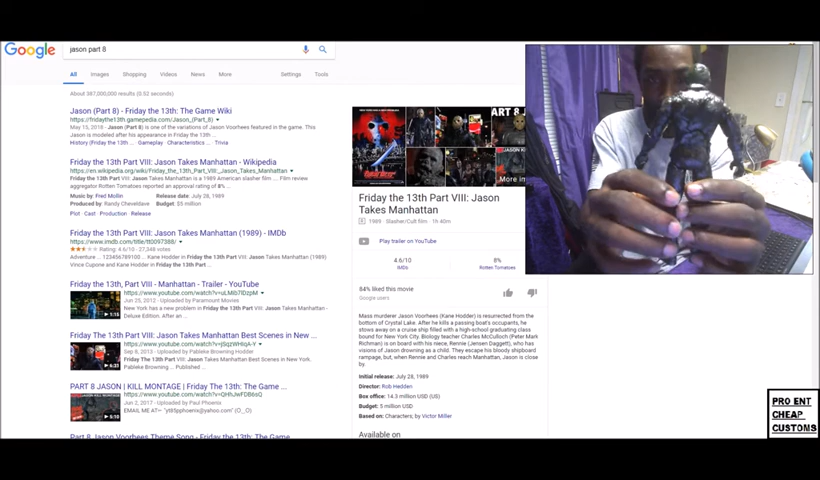 Google
jason part 8
All Images Shopping Videos News More Settings Tools
About 387,000,000 results (0.52 seconds)
Jason (Part 8) - Friday the 13th: The Game Wiki
https://fridaythe13th.gamepedia.com/Jason_(Part_8)
May 15, 2018 - Jason (Part 8) is one of the variations of Jason Voorhees featured in the game. This
Jason is modeled after his appearance in Friday the 13th ...
History (Friday the 13th ... · Gameplay · Characteristics ... · Trivia
Friday the 13th Part VIII: Jason Takes Manhattan - Wikipedia
https://en.wikipedia.org/wiki/Friday_the_13th_Part_VIII:_Jason_Takes_Manhattan
Friday the 13th Part VIII: Jason Takes Manhattan is a 1989 American slasher film ... Film review
aggregator Rotten Tomatoes reported an approval rating of 8% ...
Music by: Fred Mollin Release date: July 28, 1989
Produced by: Randy Cheveldave Budget: $5 million
Plot · Cast · Production · Release
Friday the 13th Part VIII: Jason Takes Manhattan (1989) - IMDb
https://www.imdb.com/title/tt0097388/
Rating: 4.6/10 - 27,348 votes
Adventure ... 123456789100 ... Kane Hodder in Friday the 13th Part VIII: Jason Takes Manhattan (1989)
Vince Cupone and Kane Hodder in Friday the 13th Part ...
Friday the 13th, Part VIII - Manhattan - Trailer - YouTube
Jun 25, 2012 - Uploaded by Paramount Movies
New York has a new problem in Friday the 13th, Part VIII: Jason Takes Manhattan -
Deluxe Edition. After an ...
Friday The 13th Part VIII: Jason Takes Manhattan Best Scenes in New ...
Sep 8, 2013 - Uploaded by Pableke Browning Hodder
Friday The 13th Part VIII: Jason Takes Manhattan Best Scenes in New York.
Pableke Browning ... Published ...
PART 8 JASON | KILL MONTAGE | Friday The 13th: The Game ...
Jun 2, 2017 - Uploaded by Paul Phoenix
EMAIL ME AT~ "yt85pphoenix@yahoo.com" (O_O)
Part 8 Jason Voorhees Theme Song - Friday the 13th: The Game
More im
Friday the 13th Part VIII: Jason
Takes Manhattan
1989 · Slasher/Cult film · 1h 40m
Play trailer on YouTube
4.6/10 8%
IMDb Rotten Tomatoes
84% liked this movie
Google users
Mass murderer Jason Voorhees (Kane Hodder) is resurrected from the
bottom of Crystal Lake. After he kills a passing boat's occupants, he
stows away on a cruise ship filled with a high-school graduating class
bound for New York City. Biology teacher Charles McCulloch (Peter Mark
Richman) is on board with his niece, Rennie (Jensen Daggett), who has
visions of Jason drowning as a child. They escape his bloody shipboard
rampage, but, when Rennie and Charles reach Manhattan, Jason is close
by.
Initial release: July 28, 1989
Director: Rob Hedden
Box office: 14.3 million USD (US)
Budget: 5 million USD
Based on: Characters; by Victor Miller
Available on
PRO ENT
CHEAP
CUSTOMS